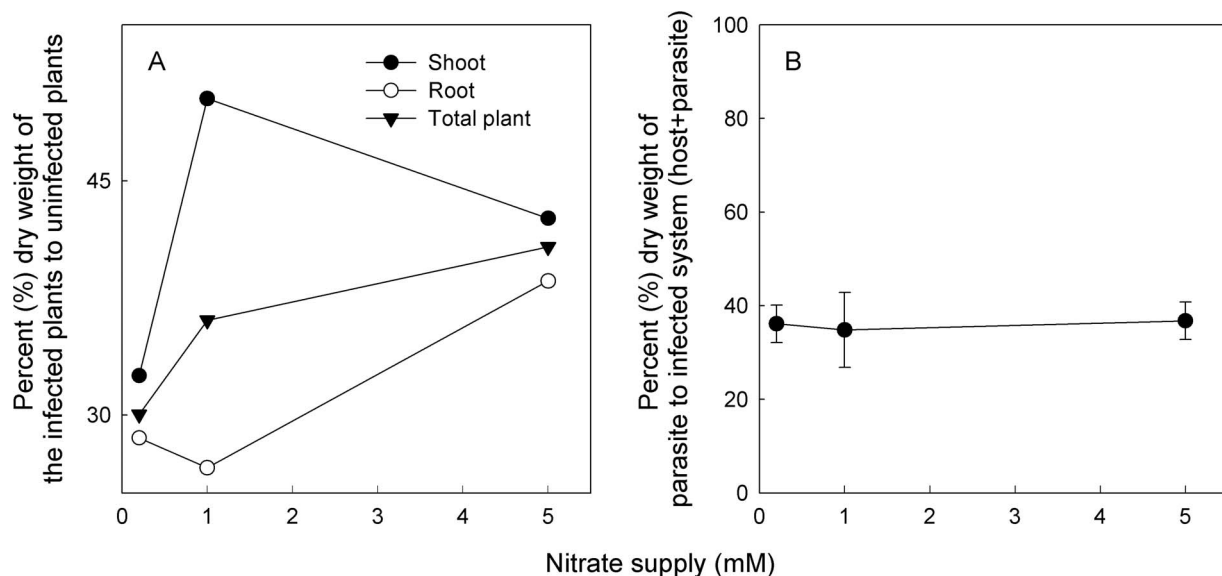 Percent (%) dry weight of
the infected plants to uninfected plants
A
Shoot
Root
Total plant
45
30
0 1 2 3 4 5
Percent (%) dry weight of
parasite to infected system (host+parasite)
B
100
80
60
40
20
0
0 1 2 3 4 5
Nitrate supply (mM)